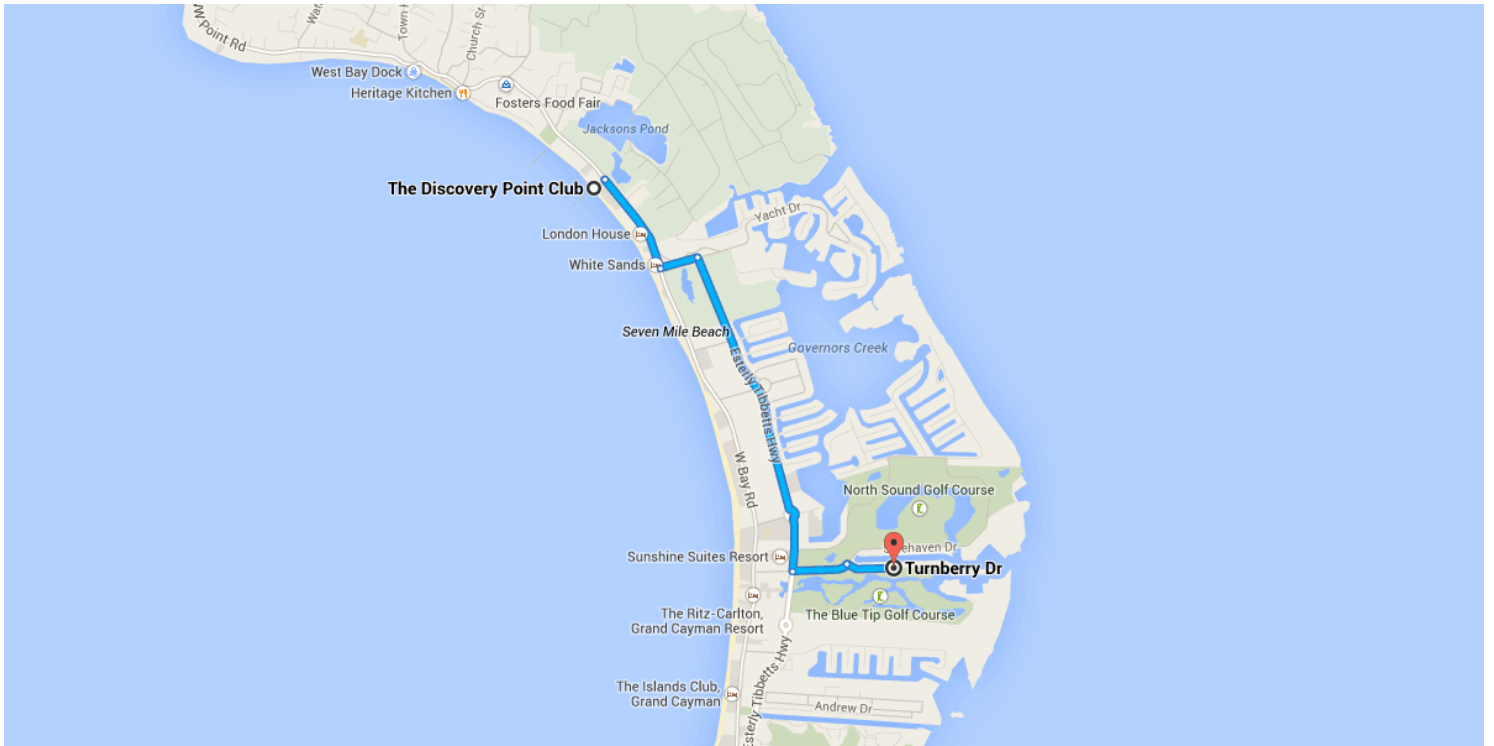 WW Point Rd
Town
Church St
West Bay Dock
Heritage Kitchen
Fosters Food Fair
Jacksons Pond
The Discovery Point Club
Yacht Dr
London House
White Sands
Seven Mile Beach
Governors Creek
Esterly Tibbetts Hwy
W Bay Rd
North Sound Golf Course
Sunshine Suites Resort
Turnberry Dr
The Ritz-Carlton,
Grand Cayman Resort
The Blue Tip Golf Course
Esterly Tibbetts Hwy
The Islands Club,
Grand Cayman
Andrew Dr